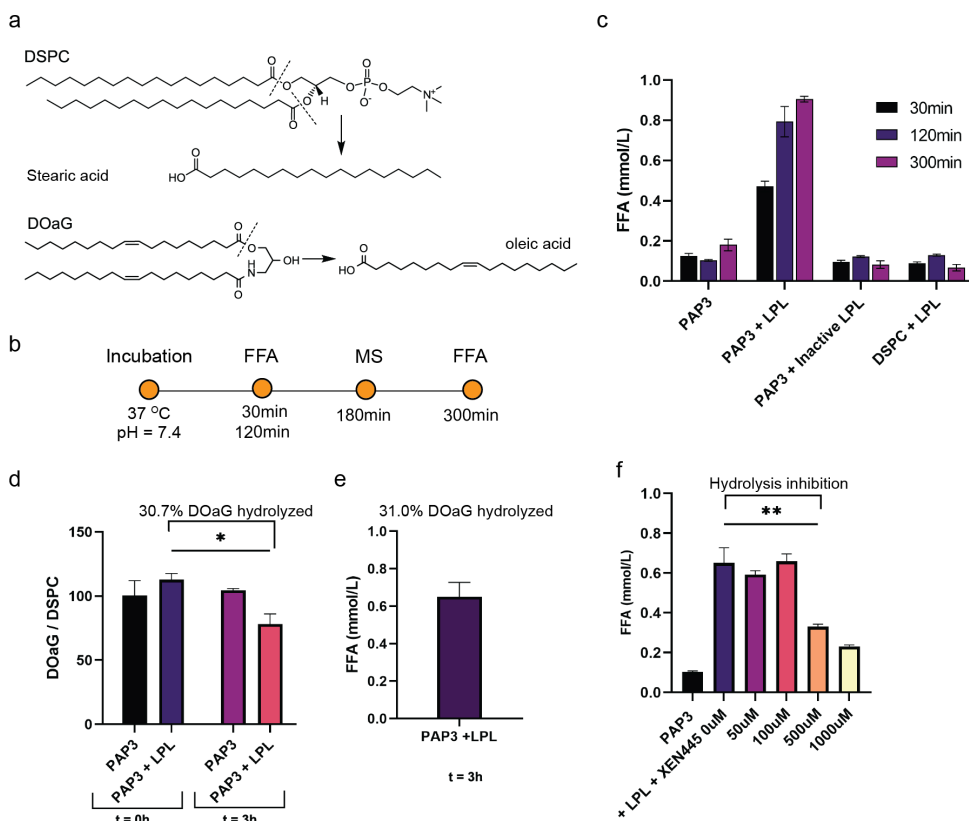 a
DSPC
O
O
O
O
P
O
O-
O
N+
H
O
Stearic acid
O
HO
DOaG
O
O
OH
N
H
O
oleic acid
O
HO
b
Incubation
FFA
MS
FFA
37 °C
pH = 7.4
30min
120min
180min
300min
c
FFA (mmol/L)
1.0
0.8
0.6
0.4
0.2
0.0
30min
120min
300min
PAP3
PAP3 + LPL
PAP3 + Inactive LPL
DSPC + LPL
d
30.7% DOaG hydrolyzed
*
DOaG / DSPC
150
100
50
0
PAP3
PAP3 + LPL
PAP3
PAP3 + LPL
t = 0h
t = 3h
e
31.0% DOaG hydrolyzed
FFA (mmol/L)
1.0
0.8
0.6
0.4
0.2
0.0
PAP3 +LPL
t = 3h
f
Hydrolysis inhibition
**
FFA (mmol/L)
1.0
0.8
0.6
0.4
0.2
0.0
PAP3
+ LPL + XEN445 0uM
50uM
100uM
500uM
1000uM